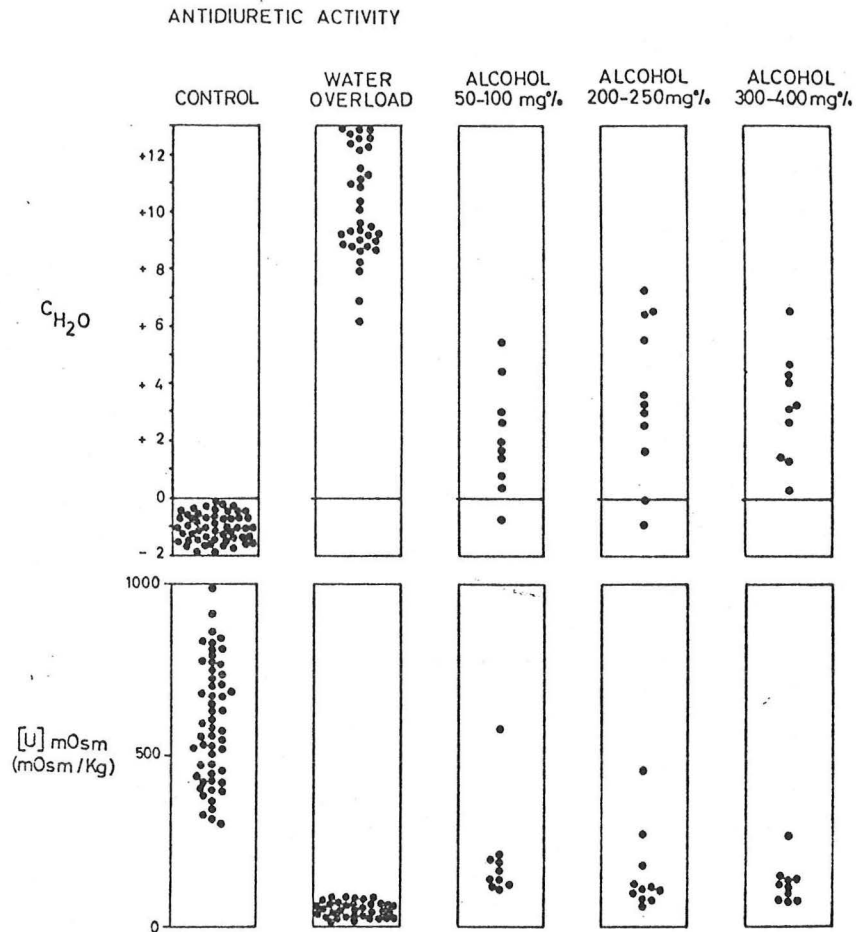 ANTIDIURETIC ACTIVITY
CONTROL
WATER
OVERLOAD
ALCOHOL
50-100 mg%
ALCOHOL
200-250mg%
ALCOHOL
300-400mg%
+12
+10
+ 8
+ 6
+ 4
+ 2
0
- 2
CH₂O
1000
500
0
[U] mOsm
(mOsm/Kg)